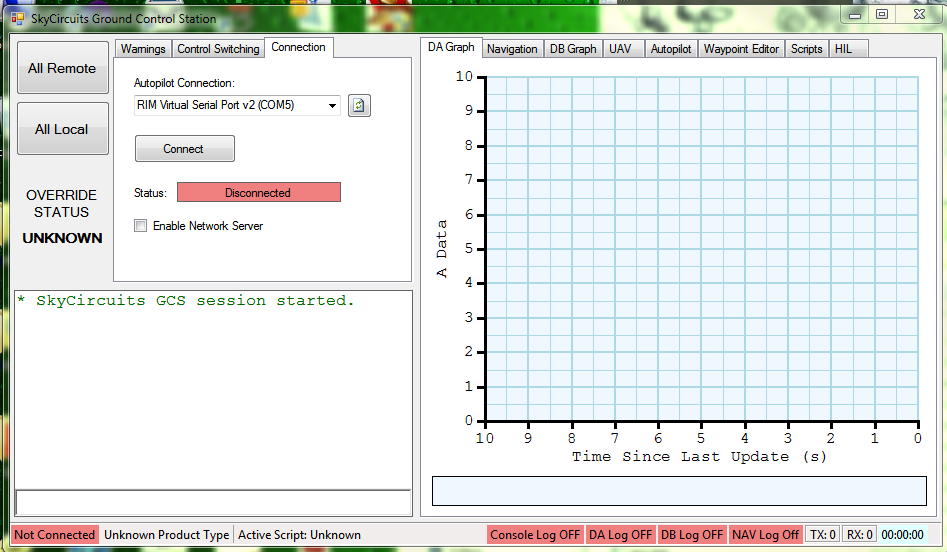 SkyCircuits Ground Control Station
All Remote
All Local
OVERRIDE
STATUS
UNKNOWN
Warnings Control Switching Connection
Autopilot Connection:
RIM Virtual Serial Port v2 (COM5)
Connect
Status: Disconnected
Enable Network Server
* SkyCircuits GCS session started.
DA Graph Navigation DB Graph UAV Autopilot Waypoint Editor Scripts HIL
10
9
8
7
6
5
4
3
2
1
0
A Data
10 9 8 7 6 5 4 3 2 1 0
Time Since Last Update (s)
Not Connected Unknown Product Type Active Script: Unknown Console Log OFF DA Log OFF DB Log OFF NAV Log Off TX: 0 RX: 0 00:00:00